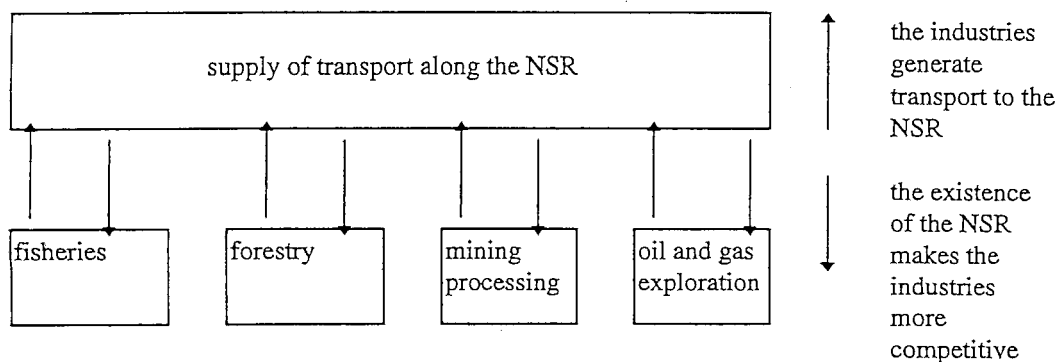 supply of transport along the NSR
the industries
generate
transport to the
NSR
fisheries
forestry
mining
processing
oil and gas
exploration
the existence
of the NSR
makes the
industries
more
competitive